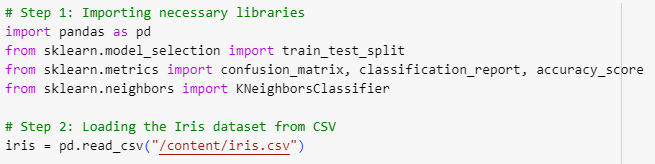 # Step 1: Importing necessary libraries
import pandas as pd
from sklearn.model_selection import train_test_split
from sklearn.metrics import confusion_matrix, classification_report, accuracy_score
from sklearn.neighbors import KNeighborsClassifier
# Step 2: Loading the Iris dataset from CSV
iris = pd.read_csv("/content/iris.csv")